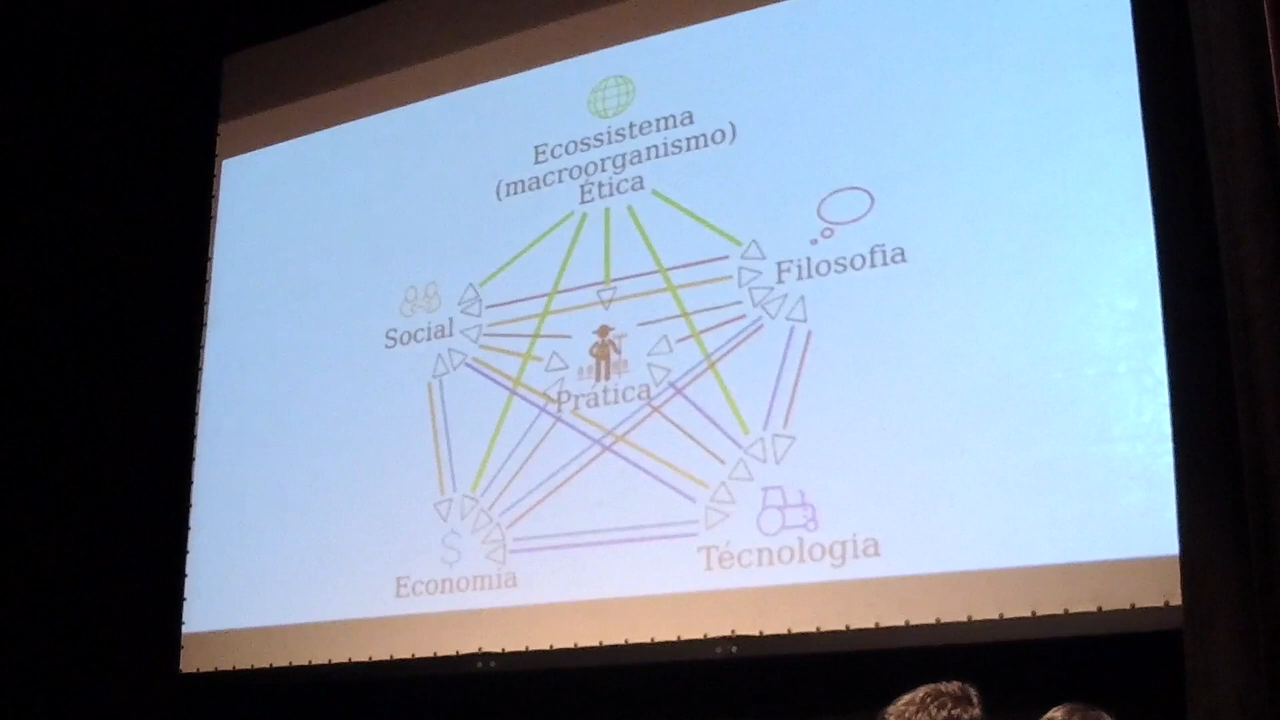 Ecossistema
(macroorganismo)
Ética
Filosofia
Social
Prática
$
Economia
Técnologia